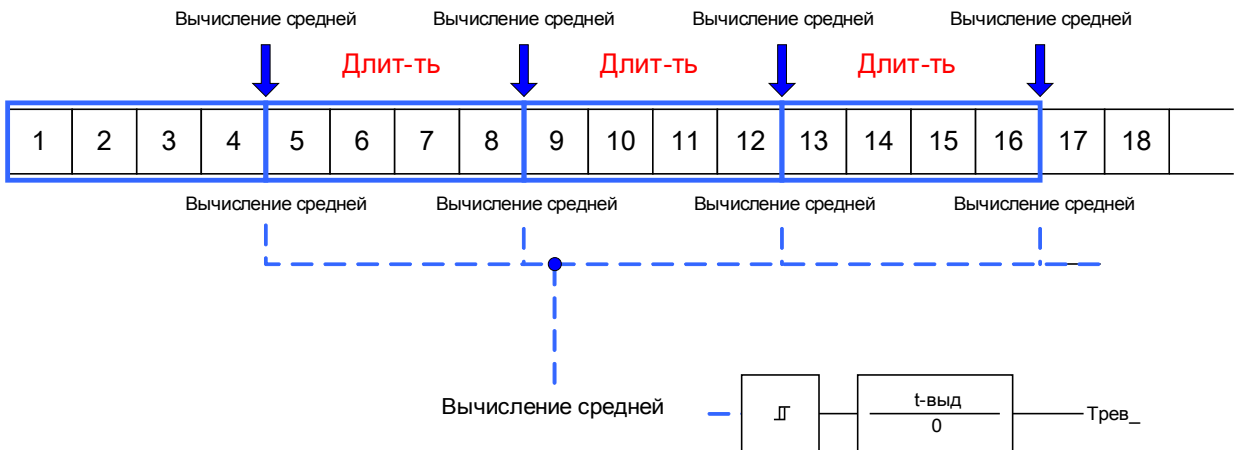 Вычисление средней Вычисление средней Вычисление средней Вычисление средней
Длит-ть Длит-ть Длит-ть
1 2 3 4 5 6 7 8 9 10 11 12 13 14 15 16 17 18
Вычисление средней Вычисление средней Вычисление средней Вычисление средней
Вычисление средней
t-выд
0
Трев_